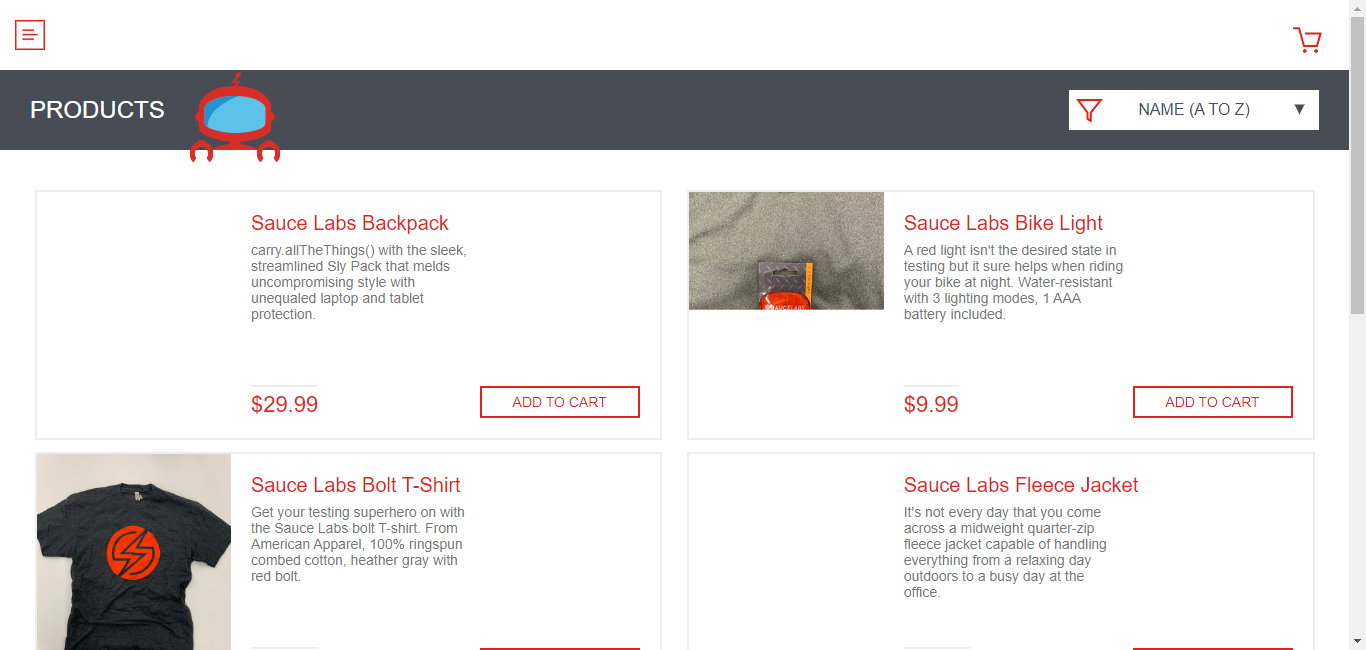 PRODUCTS
NAME (A TO Z)
Sauce Labs Backpack
carry.allTheThings() with the sleek,
streamlined Sly Pack that melds
uncompromising style with
unequaled laptop and tablet
protection.
$29.99
ADD TO CART
Sauce Labs Bike Light
A red light isn't the desired state in
testing but it sure helps when riding
your bike at night. Water-resistant
with 3 lighting modes, 1 AAA
battery included.
$9.99
ADD TO CART
Sauce Labs Bolt T-Shirt
Get your testing superhero on with
the Sauce Labs bolt T-shirt. From
American Apparel, 100% ringspun
combed cotton, heather gray with
red bolt.
Sauce Labs Fleece Jacket
It's not every day that you come
across a midweight quarter-zip
fleece jacket capable of handling
everything from a relaxing day
outdoors to a busy day at the
office.